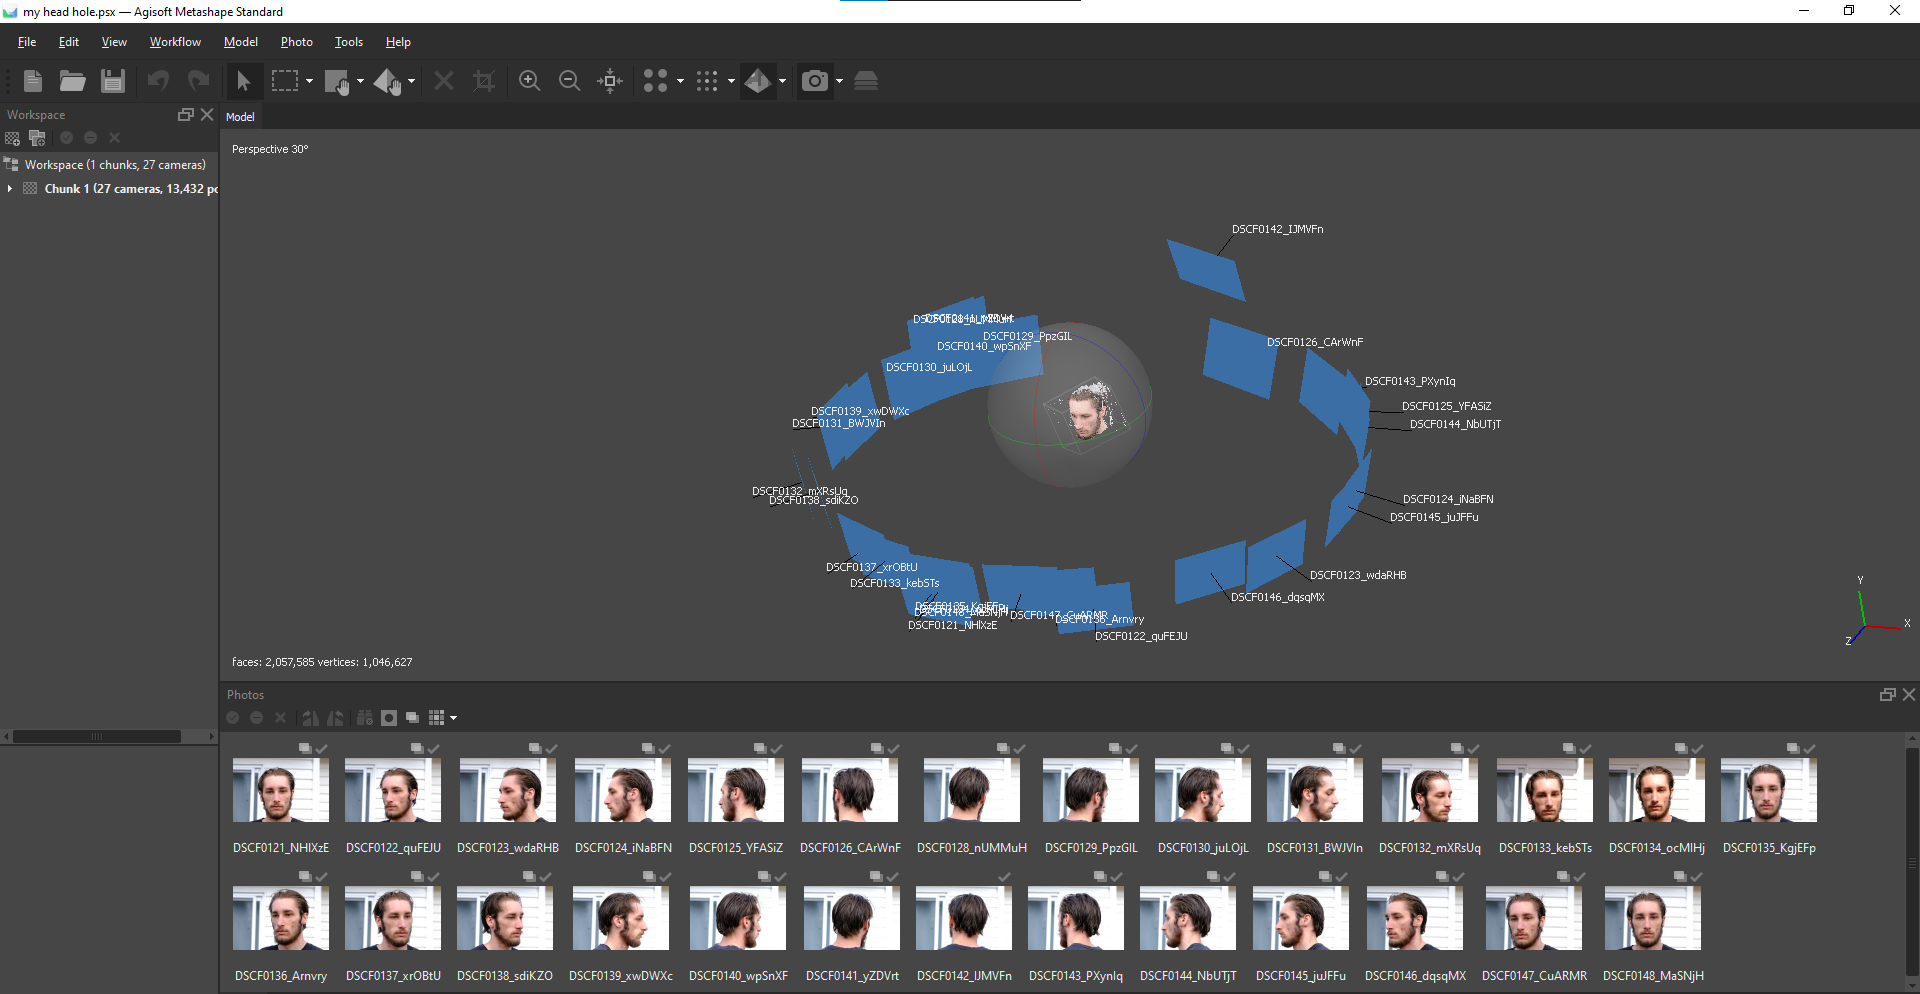 my head hole.psx — Agisoft Metashape Standard
File Edit View Workflow Model Photo Tools Help
Workspace
Model
Workspace (1 chunks, 27 cameras)
Chunk 1 (27 cameras, 13,432 po
Perspective 30°
DSCF0142_IJMVFn
DSCF0129_PpzGIL
DSCF0140_wpSnXF
DSCF0126_CArWnF
DSCF0130_juLOjL
DSCF0143_PXynIq
DSCF0125_YFASiZ
DSCF0139_xwDWXc
DSCF0131_BWJVIn
DSCF0144_NbUTjT
DSCF0132_mXRsUq
DSCF0138_sdiKZO
DSCF0124_iNaBFN
DSCF0145_juJFFu
DSCF0137_xrOBtU
DSCF0133_kebSTs
DSCF0123_wdaRHB
DSCF0146_dqsqMX
DSCF0147_CuARMR
DSCF0136_Arnvry
DSCF0121_NHlXzE
DSCF0122_quFEJU
Y
X
Z
faces: 2,057,585 vertices: 1,046,627
Photos
DSCF0121_NHlXzE DSCF0122_quFEJU DSCF0123_wdaRHB DSCF0124_iNaBFN DSCF0125_YFASiZ DSCF0126_CArWnF DSCF0128_nUMMuH DSCF0129_PpzGIL DSCF0130_juLOjL DSCF0131_BWJVIn DSCF0132_mXRsUq DSCF0133_kebSTs DSCF0134_ocMIHj DSCF0135_KgjEFp
DSCF0136_Arnvry DSCF0137_xrOBtU DSCF0138_sdiKZO DSCF0139_xwDWXc DSCF0140_wpSnXF DSCF0141_yZDVrt DSCF0142_IJMVFn DSCF0143_PXynIq DSCF0144_NbUTjT DSCF0145_juJFFu DSCF0146_dqsqMX DSCF0147_CuARMR DSCF0148_MaSNjH